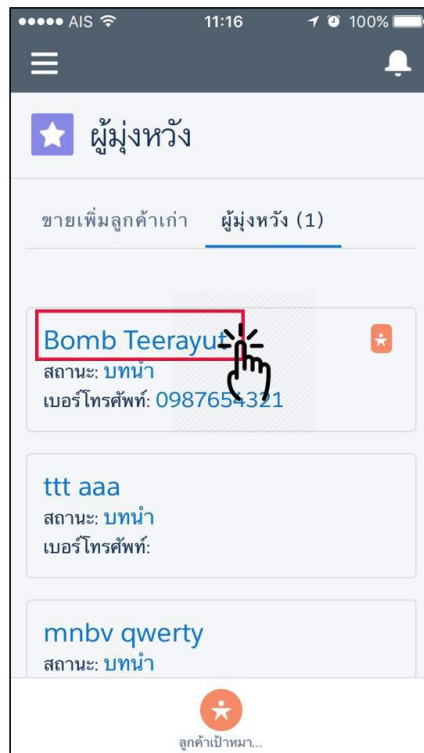 AIS 11:16 100%
ผู้มุ่งหวัง
ขายเพิ่มลูกค้าเก่า ผู้มุ่งหวัง (1)
Bomb Teerayut
สถานะ: บทนำ
เบอร์โทรศัพท์: 0987654321
ttt aaa
สถานะ: บทนำ
เบอร์โทรศัพท์:
mnbv qwerty
สถานะ: บทนำ
ลูกค้าเป้าหมา...